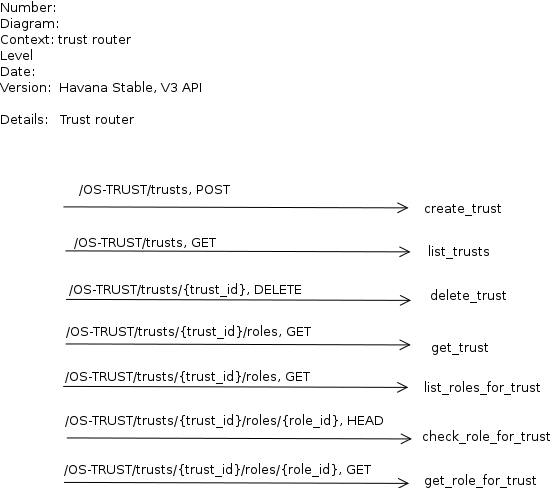 Number:
Diagram:
Context: trust router
Level
Date:
Version: Havana Stable, V3 API
Details: Trust router
/OS-TRUST/trusts, POST
create_trust
/OS-TRUST/trusts, GET
list_trusts
/OS-TRUST/trusts/{trust_id}, DELETE
delete_trust
/OS-TRUST/trusts/{trust_id}/roles, GET
get_trust
/OS-TRUST/trusts/{trust_id}/roles, GET
list_roles_for_trust
/OS-TRUST/trusts/{trust_id}/roles/{role_id}, HEAD
check_role_for_trust
/OS-TRUST/trusts/{trust_id}/roles/{role_id}, GET
get_role_for_trust